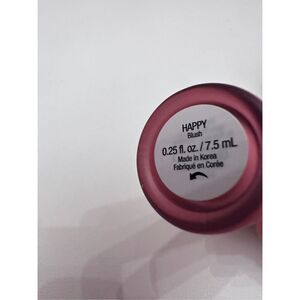 HAPPY
Blush
0.25 fl. oz. / 7.5 mL
Made in Korea
Fabriqué en Corée